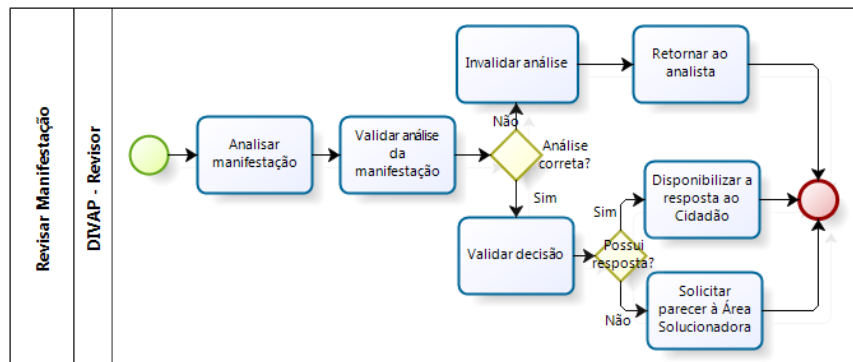 Revisar Manifestação
DIVAP - Revisor
Analisar
manifestação
Validar análise
da
manifestação
Análise
correta?
Não
Invalidar análise
Retornar ao
analista
Sim
Validar decisão
Possui
resposta?
Sim
Disponibilizar a
resposta ao
Cidadão
Não
Solicitar
parecer à Área
Solucionadora